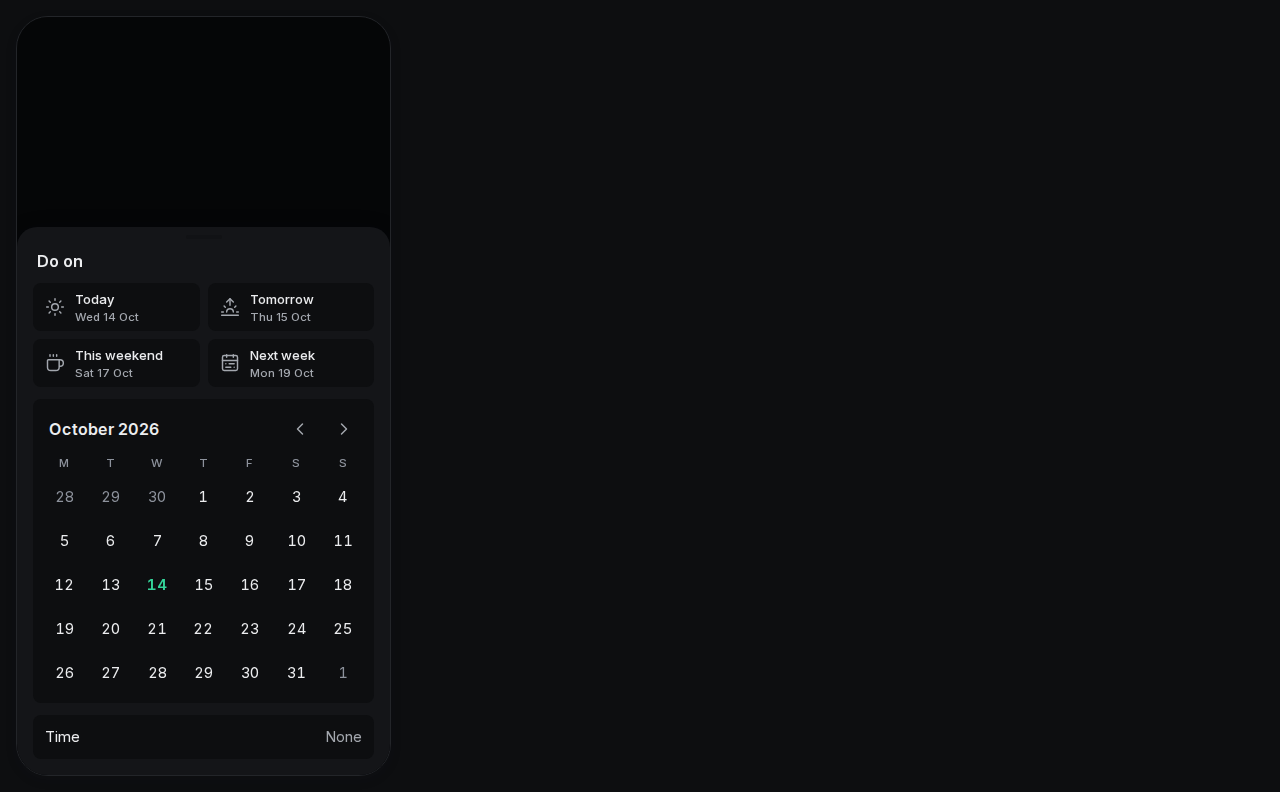 Do on
Today
Wed 14 Oct
Tomorrow
Thu 15 Oct
This weekend
Sat 17 Oct
Next week
Mon 19 Oct
October 2026
M T W T F S S
28 29 30 1 2 3 4
5 6 7 8 9 10 11
12 13 14 15 16 17 18
19 20 21 22 23 24 25
26 27 28 29 30 31 1
Time None